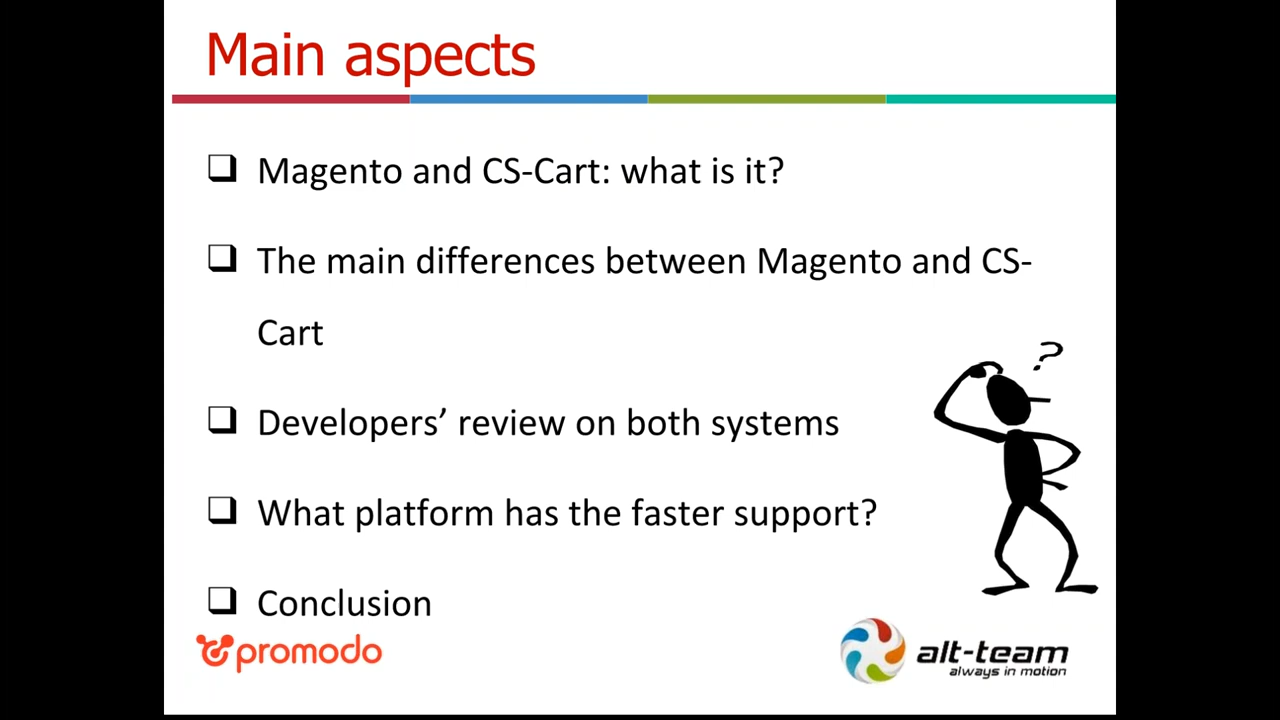 Main aspects
Magento and CS-Cart: what is it?
The main differences between Magento and CS-
Cart
Developers’ review on both systems
What platform has the faster support?
Conclusion
?
promodo
alt-team
always in motion